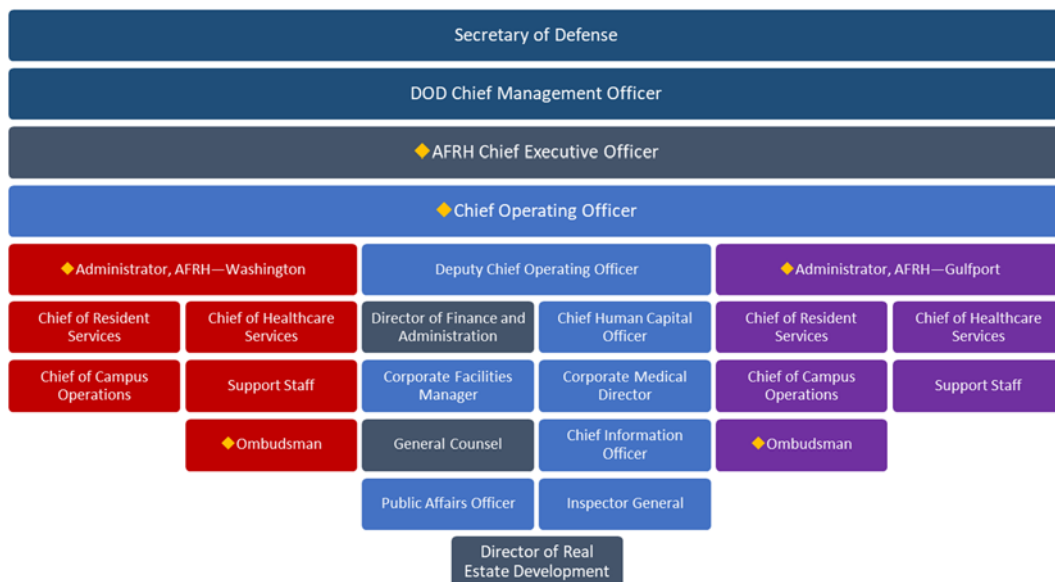 Secretary of Defense
DOD Chief Management Officer
AFRH Chief Executive Officer
Chief Operating Officer
Administrator, AFRH—Washington
Deputy Chief Operating Officer
Administrator, AFRH—Gulfport
Chief of Resident
Services
Chief of Healthcare
Services
Director of Finance and
Administration
Chief Human Capital
Officer
Chief of Resident
Services
Chief of Healthcare
Services
Chief of Campus
Operations
Support Staff
Corporate Facilities
Manager
Corporate Medical
Director
Chief of Campus
Operations
Support Staff
Ombudsman
General Counsel
Chief Information
Officer
Ombudsman
Public Affairs Officer
Inspector General
Director of Real
Estate Development